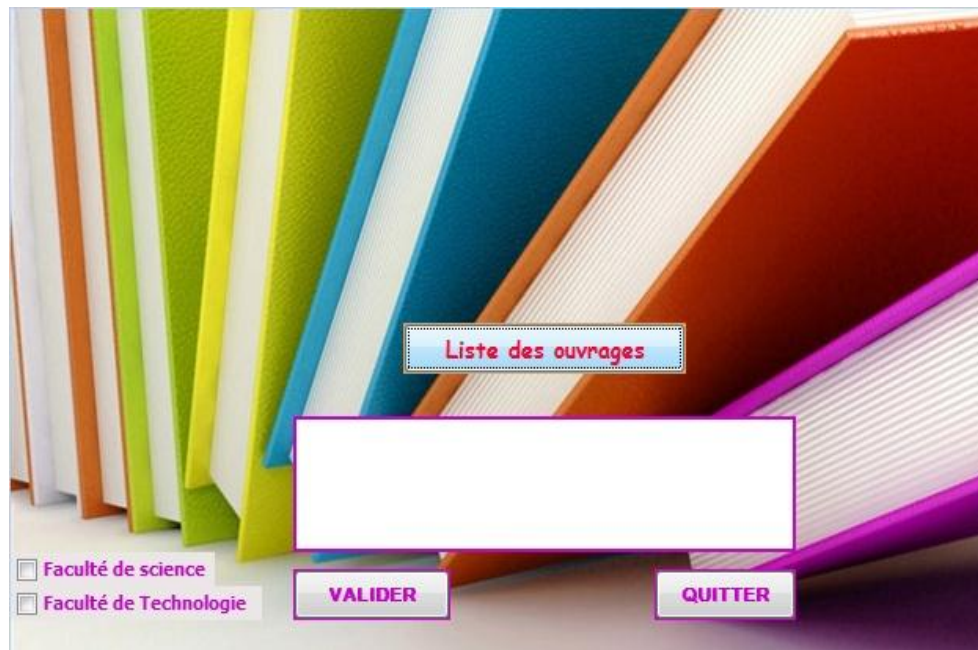 Liste des ouvrages
Faculté de science
Faculté de Technologie
VALIDER
QUITTER